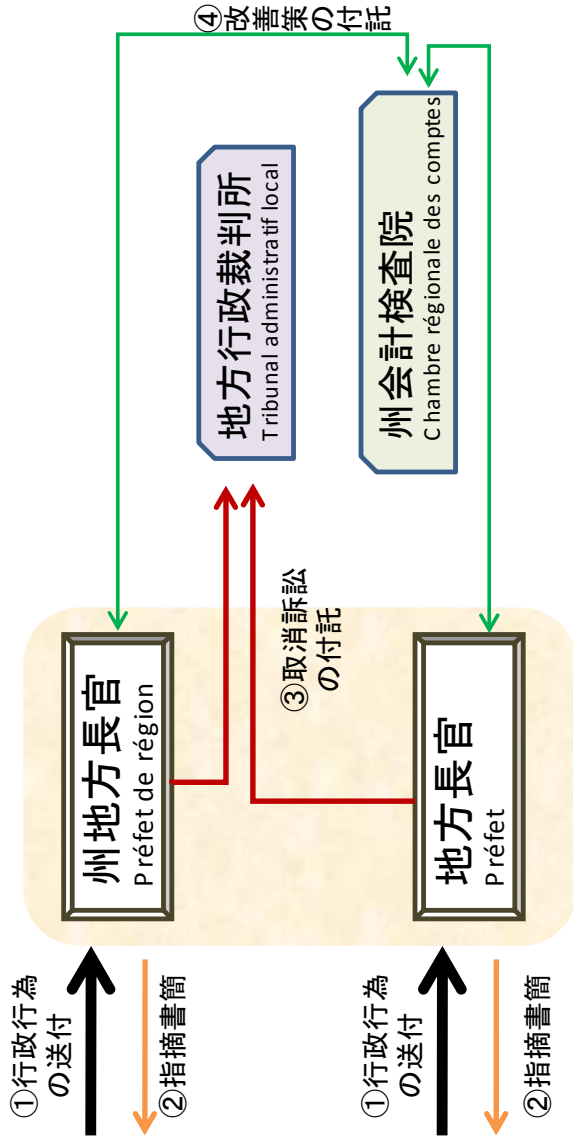 ①行政行為
の送付
②指摘書簡
州地方長官
Préfet de région
①行政行為
の送付
②指摘書簡
地方長官
Préfet
③取消訴訟
の付託
地方行政裁判所
Tribunal administratif local
州会計検査院
Chambre régionale des comptes
④改善策の付託